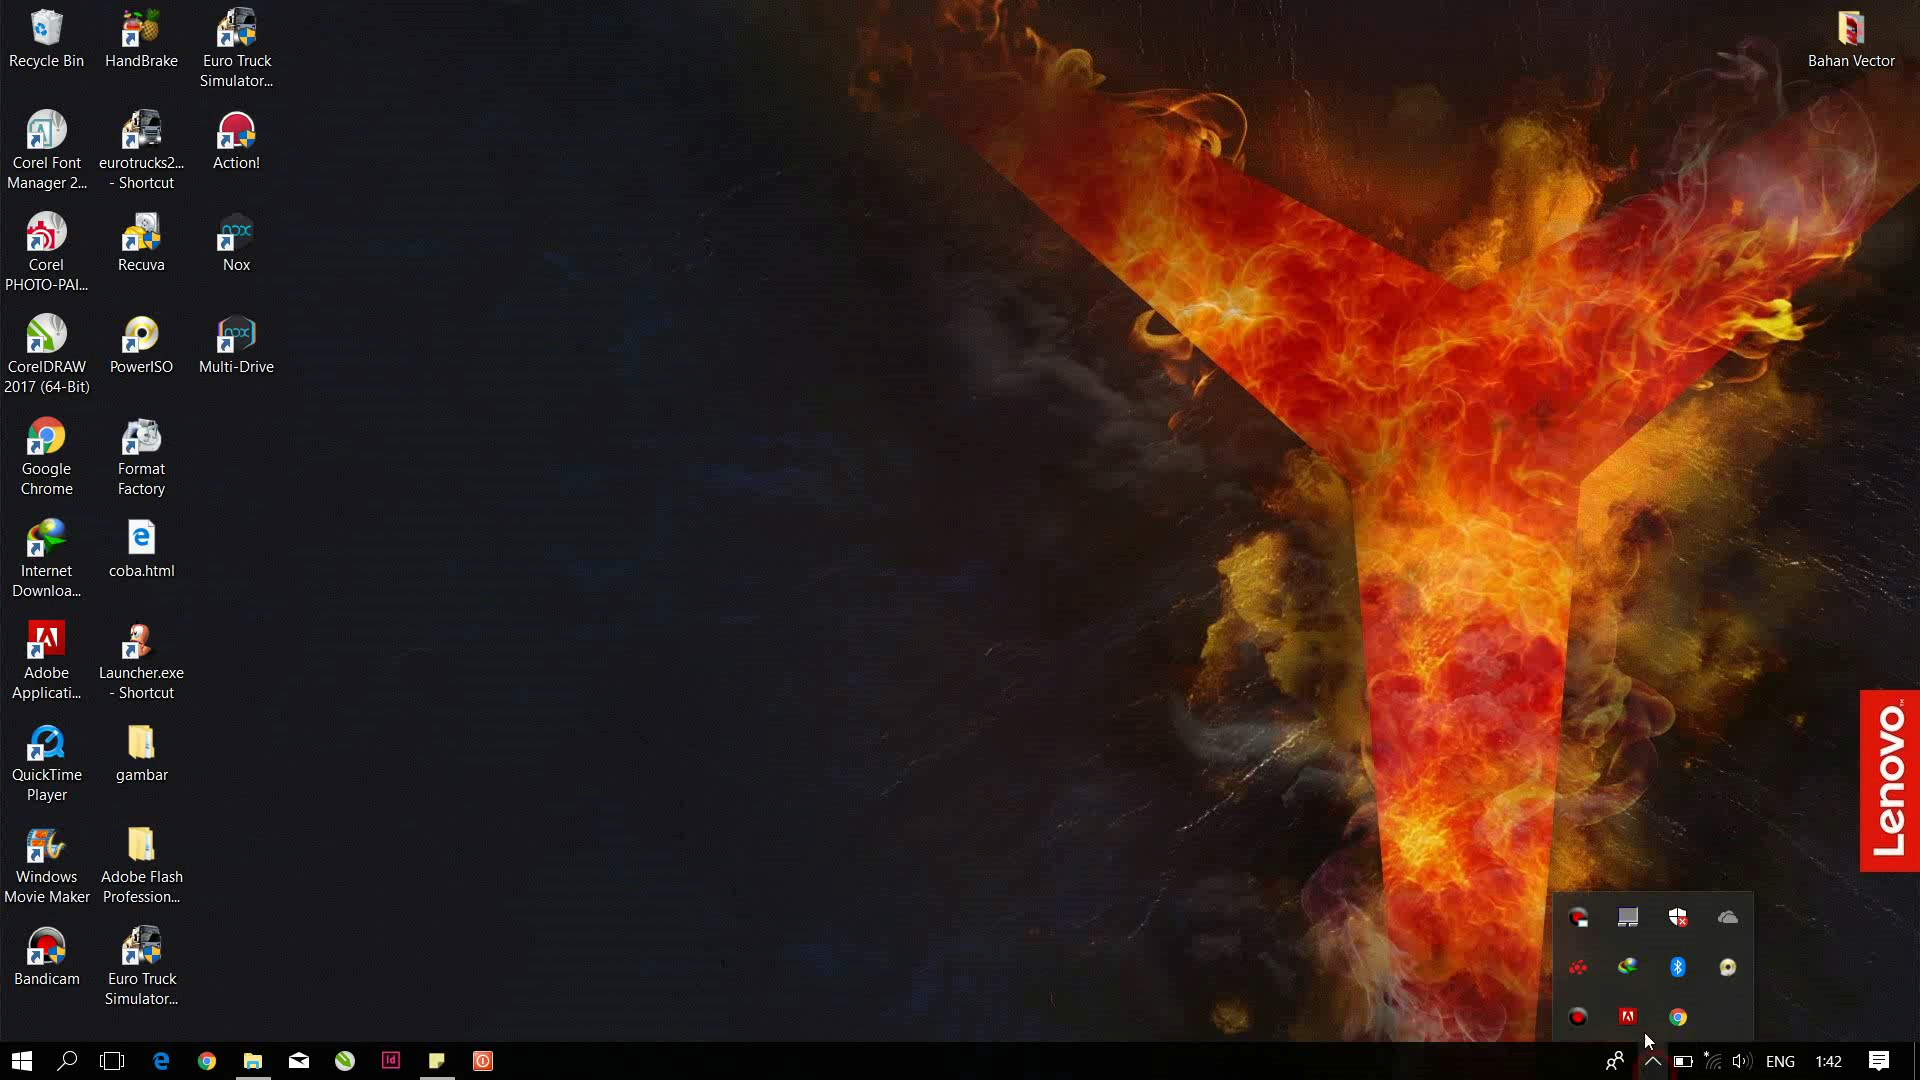 Recycle Bin
HandBrake
Euro Truck
Simulator...
Corel Font
Manager 2...
eurotrucks2...
- Shortcut
Action!
Corel
PHOTO-PAI...
Recuva
Nox
CorelDRAW
2017 (64-Bit)
PowerISO
Multi-Drive
Google
Chrome
Format
Factory
Internet
Downloa...
coba.html
Adobe
Applicati...
Launcher.exe
- Shortcut
QuickTime
Player
gambar
Windows
Movie Maker
Adobe Flash
Profession...
Bandicam
Euro Truck
Simulator...
Bahan Vector
Lenovo
ENG
1:42